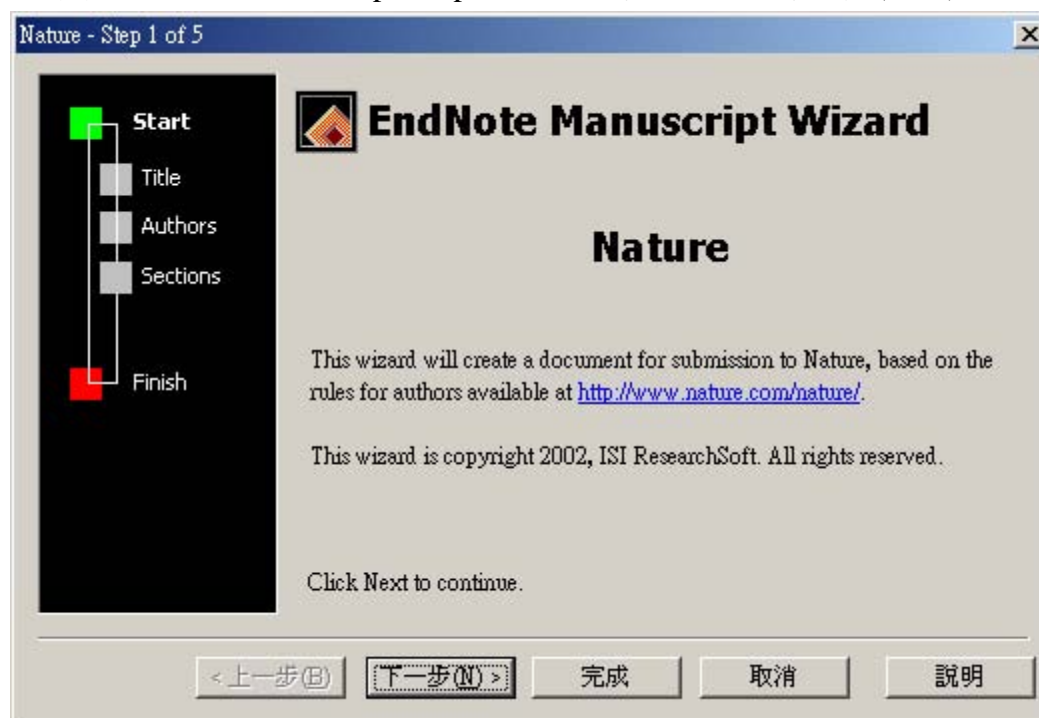 Nature - Step 1 of 5
Start
Title
Authors
Sections
Finish
EndNote Manuscript Wizard
Nature
This wizard will create a document for submission to Nature, based on the
rules for authors available at http://www.nature.com/nature/.
This wizard is copyright 2002, ISI ResearchSoft. All rights reserved.
Click Next to continue.
<上一步(B) 下一步(N) > 完成 取消 說明